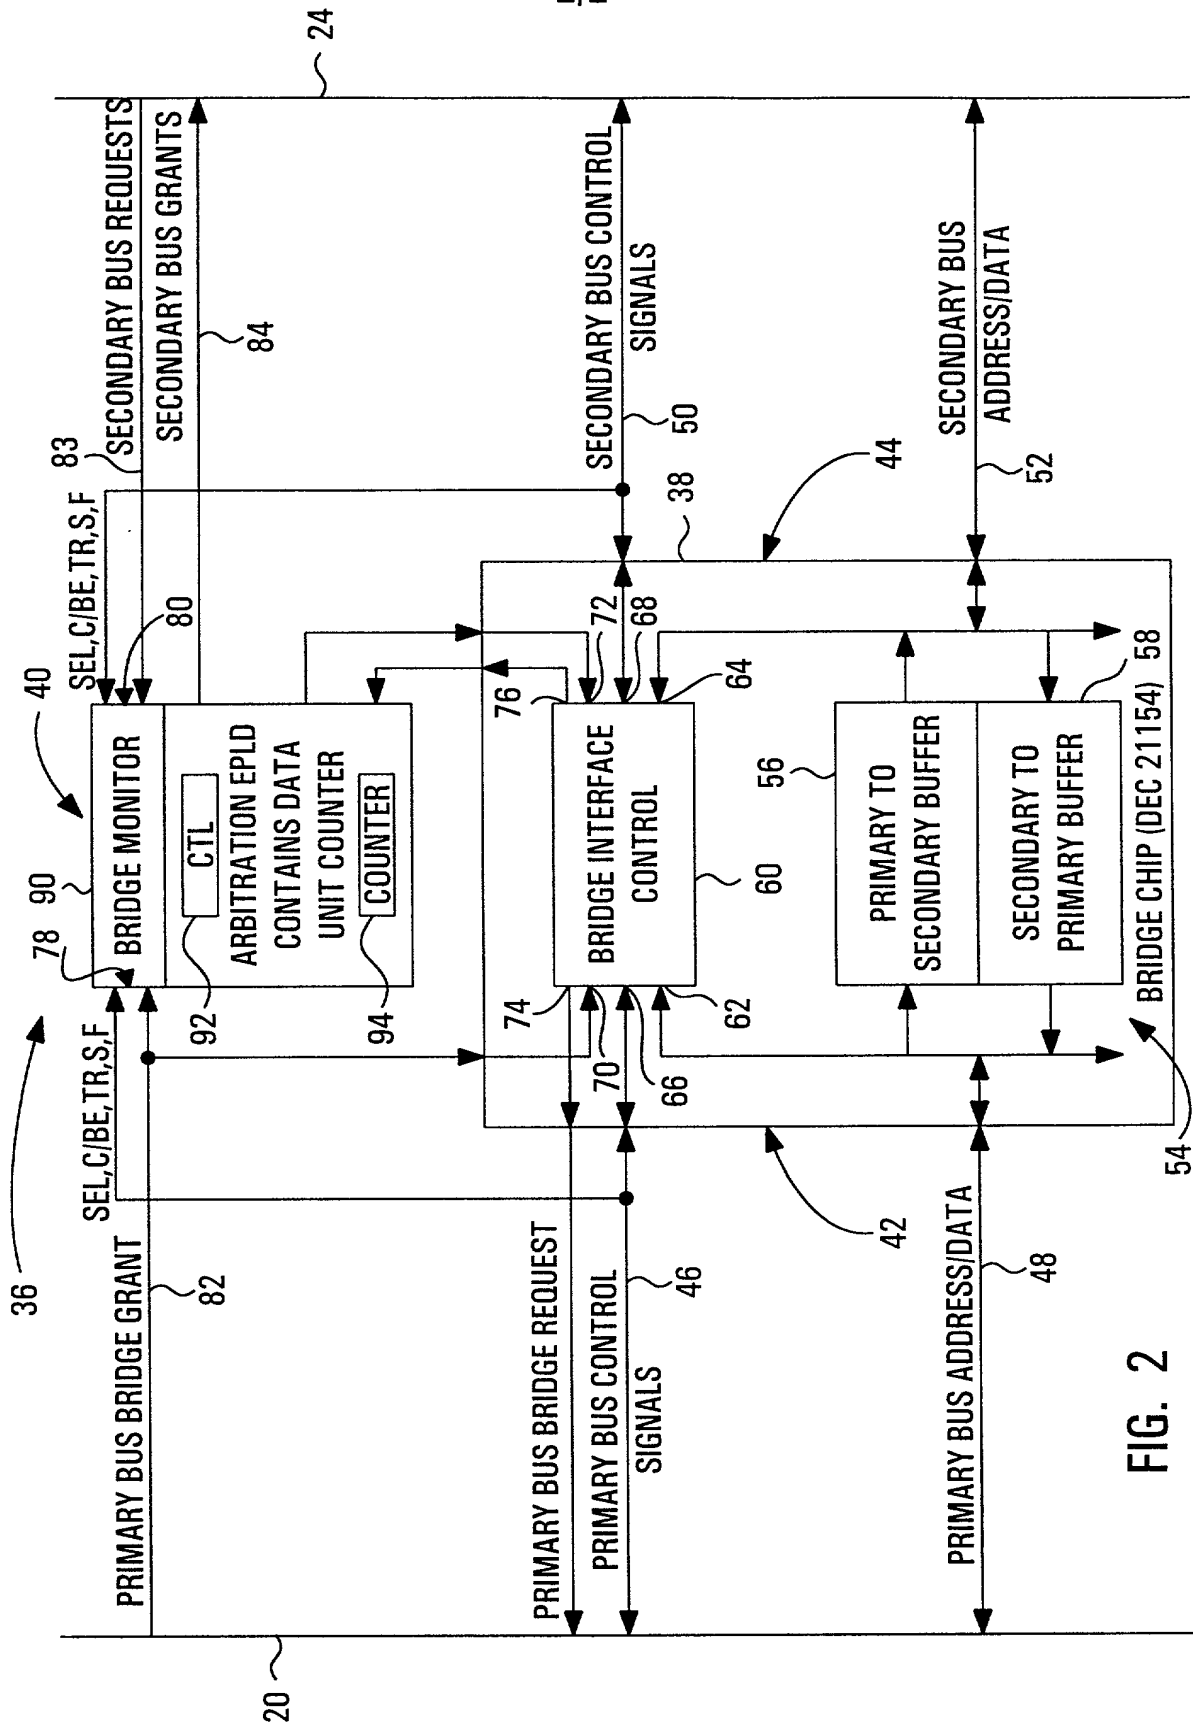 36
40
24
PRIMARY BUS BRIDGE GRANT
82
SEL,C/BE,TR,S,F
78
90
BRIDGE MONITOR
80
SEL,C/BE,TR,S,F
83
SECONDARY BUS REQUESTS
SECONDARY BUS GRANTS
84
92
CTL
ARBITRATION EPLD
CONTAINS DATA
UNIT COUNTER
94
COUNTER
20
PRIMARY BUS BRIDGE REQUEST
PRIMARY BUS CONTROL
SIGNALS
46
74
70
66
62
BRIDGE INTERFACE
CONTROL
60
76
72
68
64
SECONDARY BUS CONTROL
SIGNALS
50
38
44
42
56
PRIMARY TO
SECONDARY BUFFER
SECONDARY TO
PRIMARY BUFFER
58
PRIMARY BUS ADDRESS/DATA
48
SECONDARY BUS
ADDRESS/DATA
52
54
BRIDGE CHIP (DEC 21154)
FIG. 2